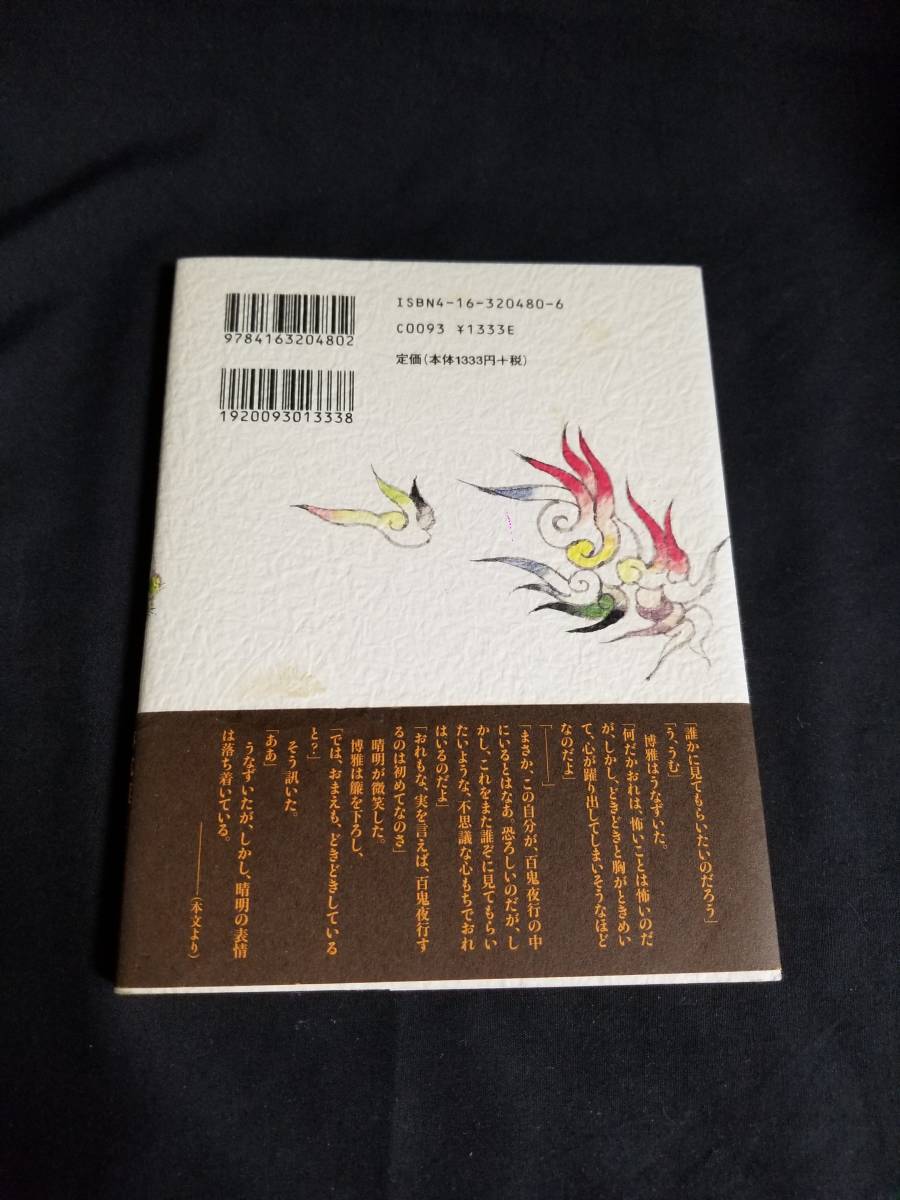 ISBN4-16-320480-6
C0093 ¥1333E
定価(本体1333円+税)
9784163204802
1920093013338
「誰かに見てもらいたいのだろう」
「う、うむ」
博雅はうなずいた。
「何だかおれは、怖いことは怖いのだ
が、しかし、どきどきと胸がときめい
て、心が躍り出してしまいそうなほど
なのだよ」
「―――」
「まさか、この自分が、百鬼夜行の中
にいるとはなあ。恐ろしいのだが、し
かし、これをまた誰ぞに見てもらい
たいような、不思議な心もちでおれ
はいるのだよ」
「おれもな、実を言えば、百鬼夜行す
るのは初めてなのさ」
晴明が微笑した。
博雅は簾を下ろし、
「では、おまえも、どきどきしている
と?」
そう訊いた。
「ああ」
うなずいたが、しかし、晴明の表情
は落ち着いている。
―――(本文より)